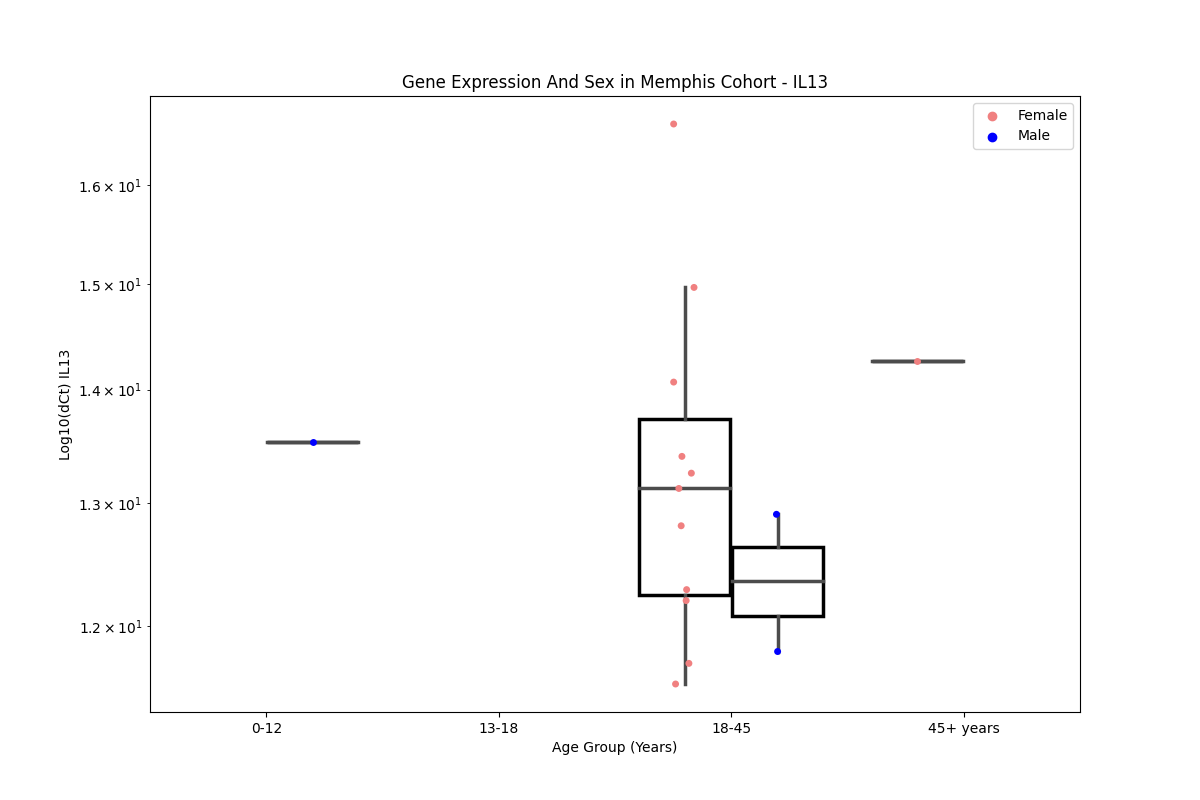 Gene Expression And Sex in Memphis Cohort - IL13
Female
Male
1.6 × 10¹
1.5 × 10¹
1.4 × 10¹
1.3 × 10¹
1.2 × 10¹
Log10(dCt) IL13
0-12
13-18
18-45
45+ years
Age Group (Years)